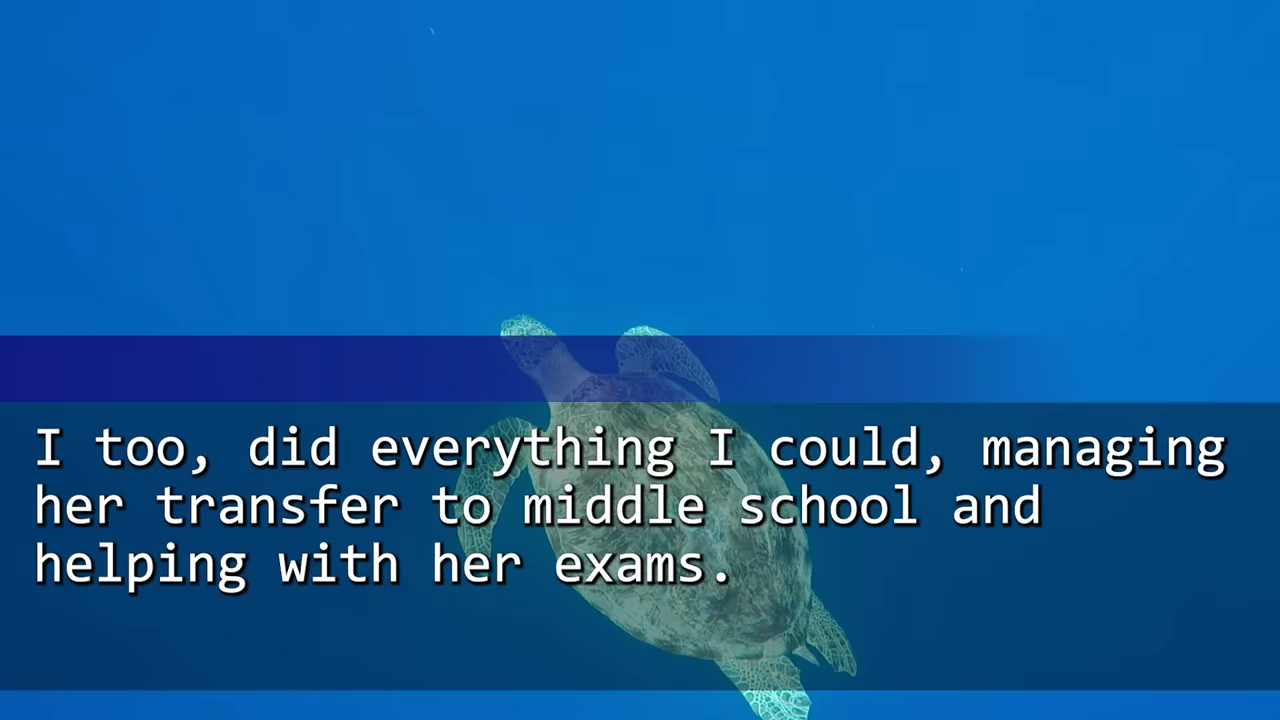 I too, did everything I could, managing
her transfer to middle school and
helping with her exams.